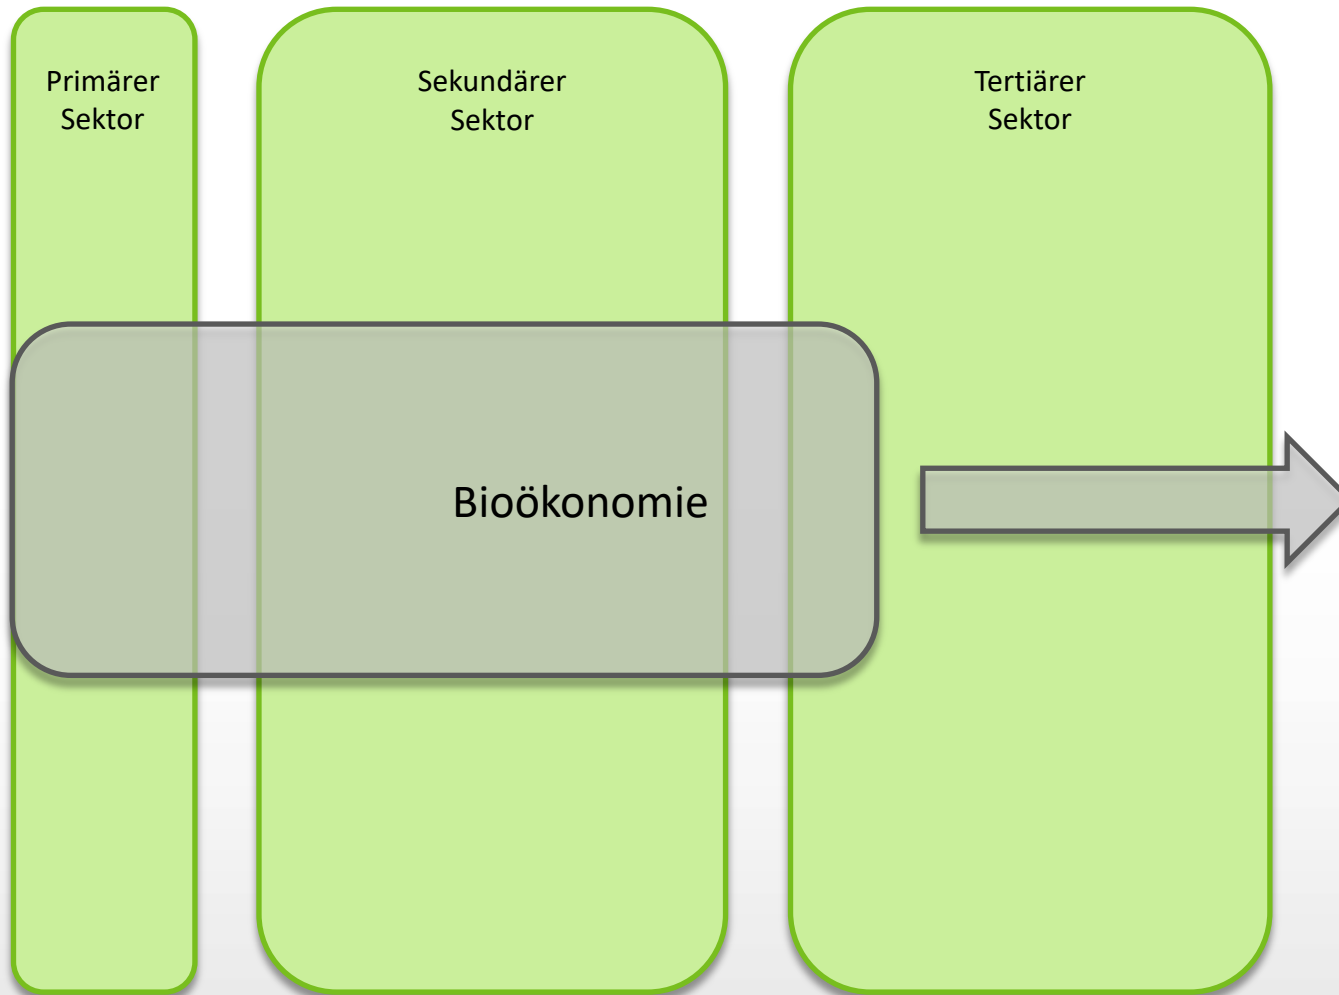 Primärer
Sektor
Sekundärer
Sektor
Tertiärer
Sektor
Bioökonomie